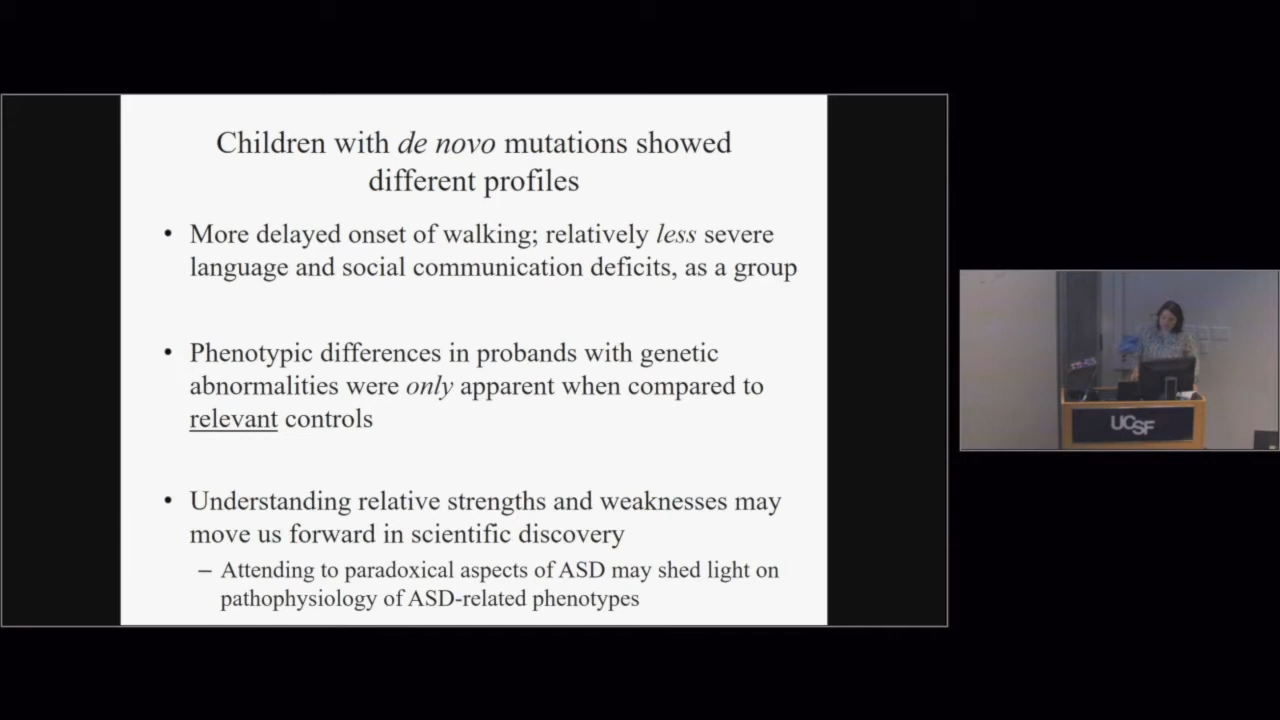 Children with de novo mutations showed
different profiles
• More delayed onset of walking; relatively less severe
language and social communication deficits, as a group
• Phenotypic differences in probands with genetic
abnormalities were only apparent when compared to
relevant controls
• Understanding relative strengths and weaknesses may
move us forward in scientific discovery
– Attending to paradoxical aspects of ASD may shed light on
pathophysiology of ASD-related phenotypes
UCSF